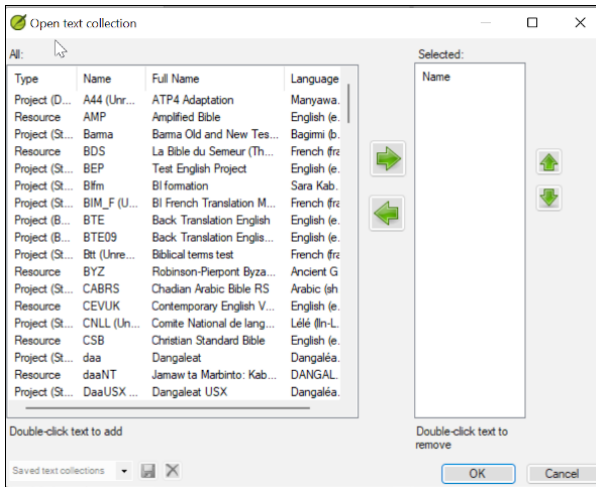 Open text collection
All:
Selected:
Type Name Full Name Language
Name
Project (D... A44 (Unr... ATP4 Adaptation Manyawa.
Resource AMP Amplified Bible English (e.
Project (St... Barma Barma Old and New Tes... Bagirmi (b.
Resource BDS La Bible du Semeur (Th... French (fra
Project (St... BEP Test English Project English (e.
Project (St... Blfm BI formation Sara Kab.
Project (St... BIM_F (U... BI French Translation M... French (fra
Project (B... BTE Back Translation English English (e.
Project (B... BTE09 Back Translation Englis... English (e.
Project (St... Btt (Unre... Biblical terms test French (fra
Resource BYZ Robinson-Pierpont Byza... Ancient G
Project (St... CABRS Chadian Arabic Bible RS Arabic (sh
Resource CEVUK Contemporary English V... English (e.
Project (St... CNLL (Un... Comite National de lang... Lélé (lln-L.
Resource CSB Christian Standard Bible English (e.
Project (St... daa Dangaleat Dangaléa.
Resource daaNT Jamaw ta Marbinto: Kab... DANGAL.
Project (St... DaaUSX ... Dangaleat USX Dangaléa.
Double-click text to add
Double-click text to
remove
Saved text collections
OK Cancel